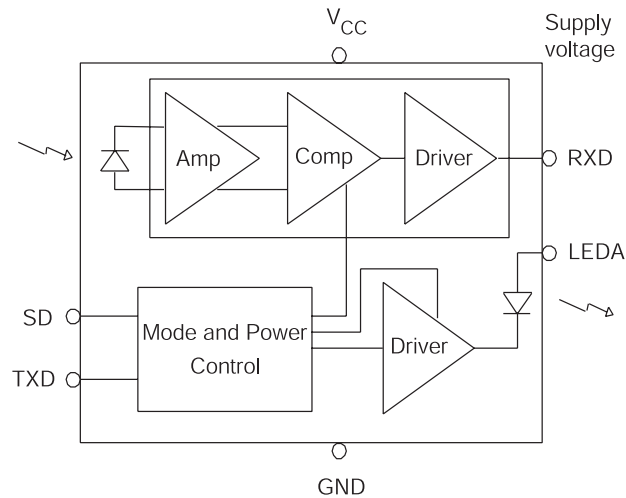 VCC
Supply
voltage
Amp
Comp
Driver
RXD
LEDA
SD
Mode and Power
Control
Driver
TXD
GND